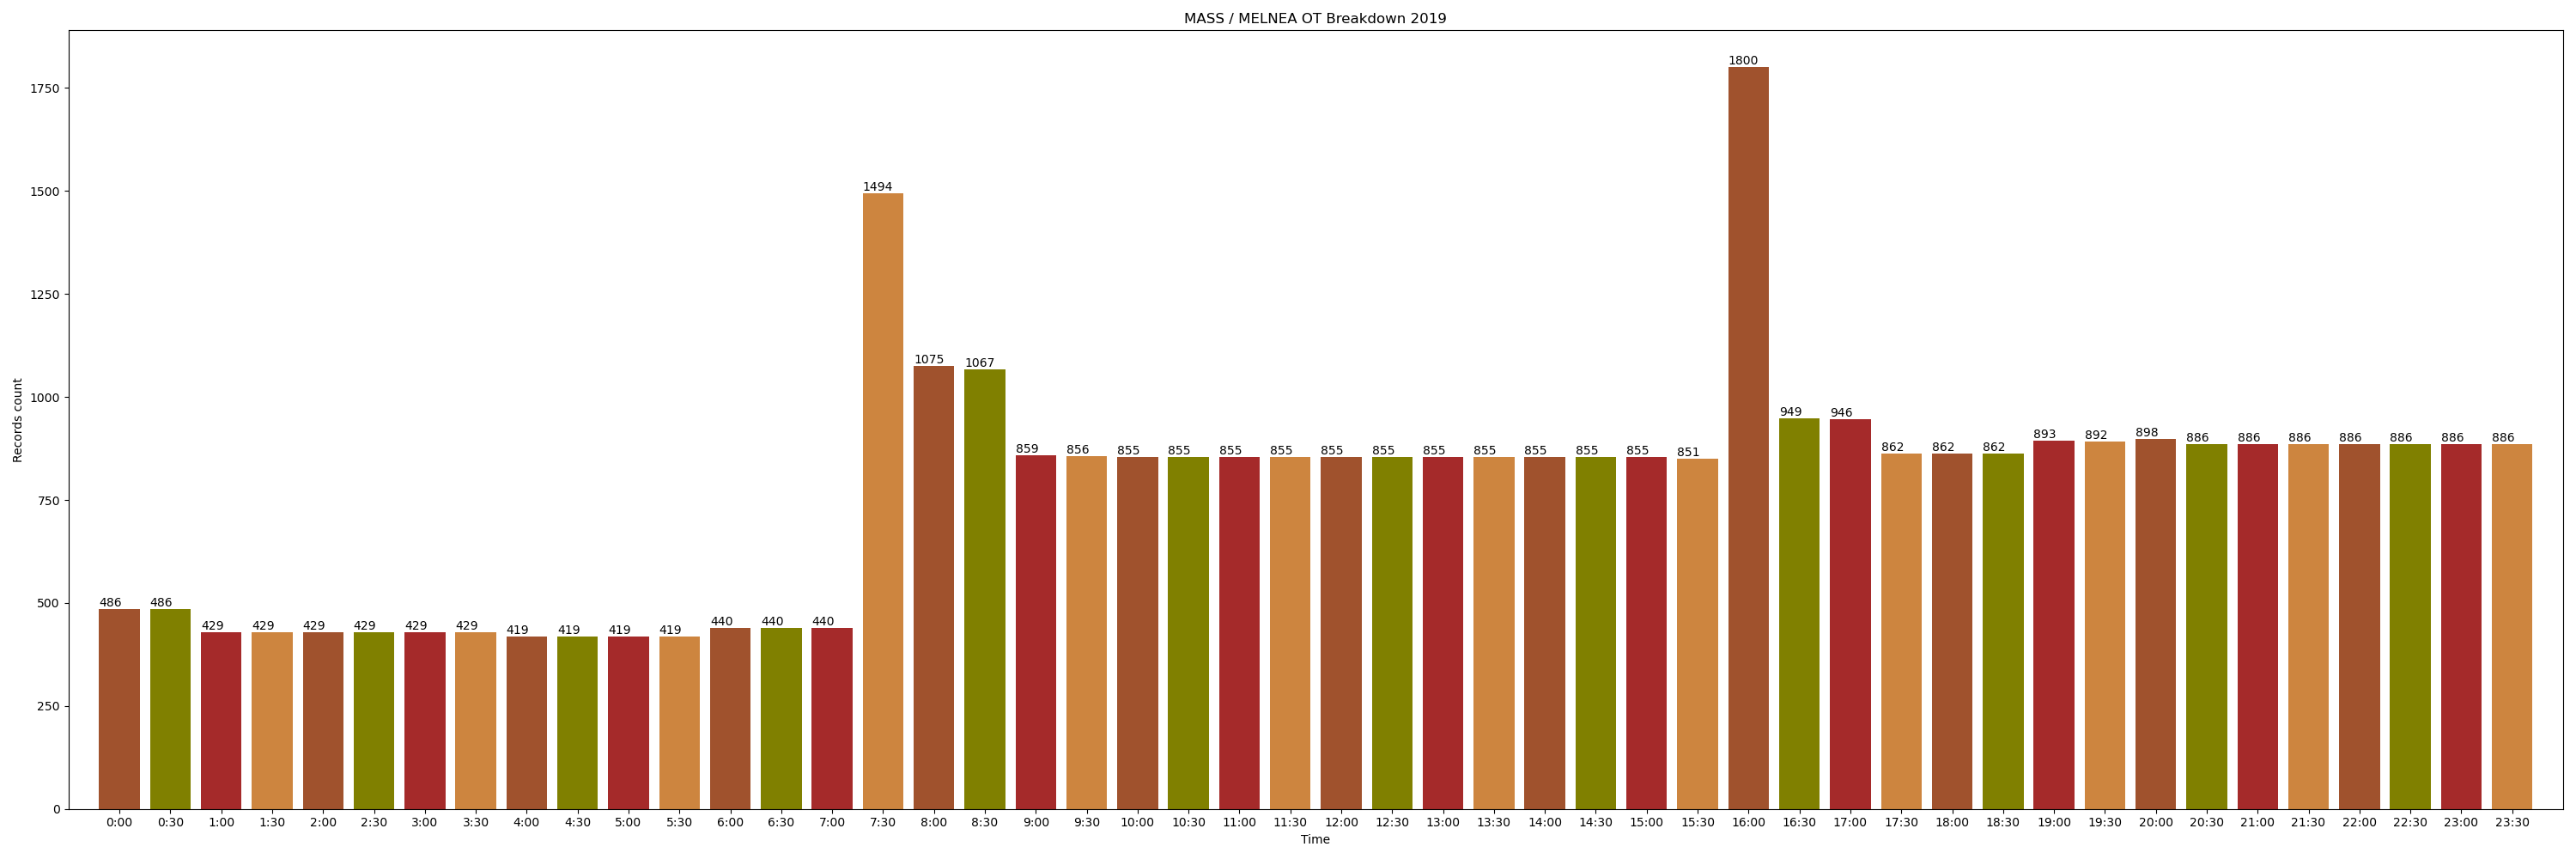 MASS / MELNEA OT Breakdown 2019
Records count
1750
1500
1250
1000
750
500
250
0
486 486 429 429 429 429 429 429 419 419 419 419 440 440 440 1494 1075 1067 859 856 855 855 855 855 855 855 855 855 855 855 855 851 1800 949 946 862 862 862 893 892 898 886 886 886 886 886 886 886
0:00 0:30 1:00 1:30 2:00 2:30 3:00 3:30 4:00 4:30 5:00 5:30 6:00 6:30 7:00 7:30 8:00 8:30 9:00 9:30 10:00 10:30 11:00 11:30 12:00 12:30 13:00 13:30 14:00 14:30 15:00 15:30 16:00 16:30 17:00 17:30 18:00 18:30 19:00 19:30 20:00 20:30 21:00 21:30 22:00 22:30 23:00 23:30
Time